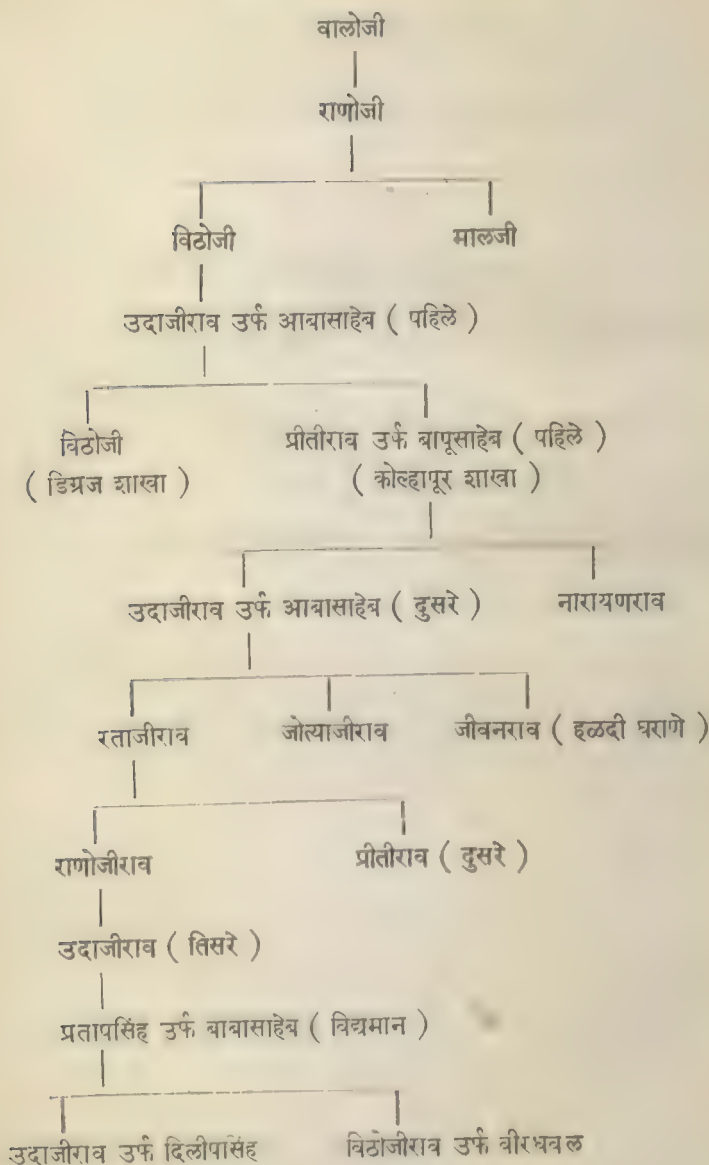 वालोजी
राणोजी
विठोजी मालजी
उदाजीराव उर्फ आबासाहेब ( पहिले )
विठोजी प्रीतीराव उर्फ बापूसाहेब ( पहिले )
( डिग्रज शाखा ) ( कोल्हापूर शाखा )
उदाजीराव उर्फ आबासाहेब ( दुसरे ) नारायणराव
रताजीराव जोत्याजीराव जीवनराव ( हळदी घराणे )
राणोजीराव प्रीतीराव ( दुसरे )
उदाजीराव ( तिसरे )
प्रतापसिंह उर्फ बाबासाहेब ( विद्यमान )
उदाजीराव उर्फ दिलीपसिंह विठोजीराव उर्फ वीरधवल